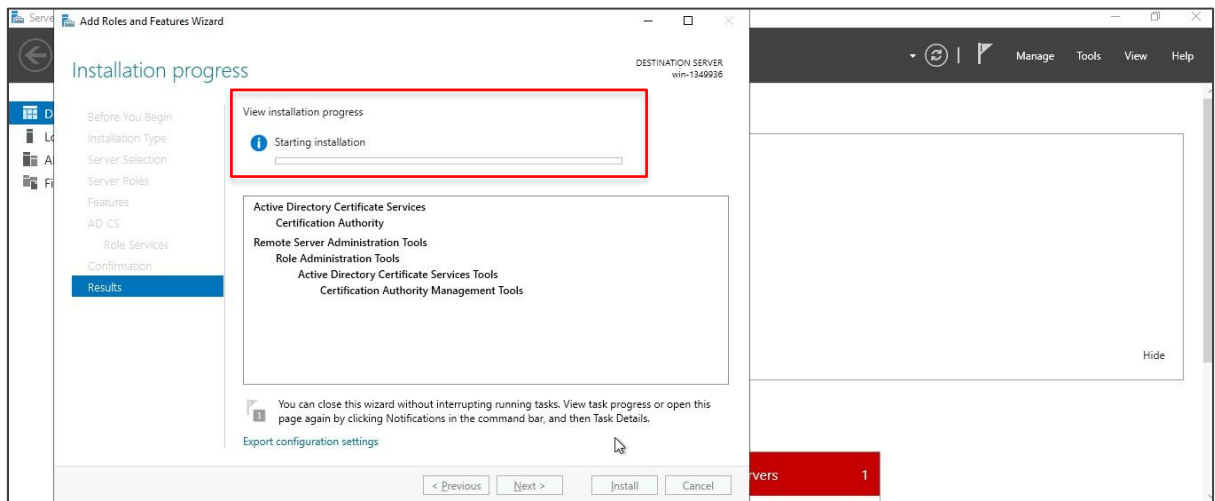 Serve
Add Roles and Features Wizard
Manage Tools View Help
Installation progress
DESTINATION SERVER
win-1349936
D
Lo
A
Fi
Before You Begin
Installation Type
Server Selection
Server Roles
Features
AD CS
Role Services
Confirmation
Results
View installation progress
Starting installation
Active Directory Certificate Services
Certification Authority
Remote Server Administration Tools
Role Administration Tools
Active Directory Certificate Services Tools
Certification Authority Management Tools
Hide
1
You can close this wizard without interrupting running tasks. View task progress or open this
page again by clicking Notifications in the command bar, and then Task Details.
Export configuration settings
< Previous Next > Install Cancel
rvers 1